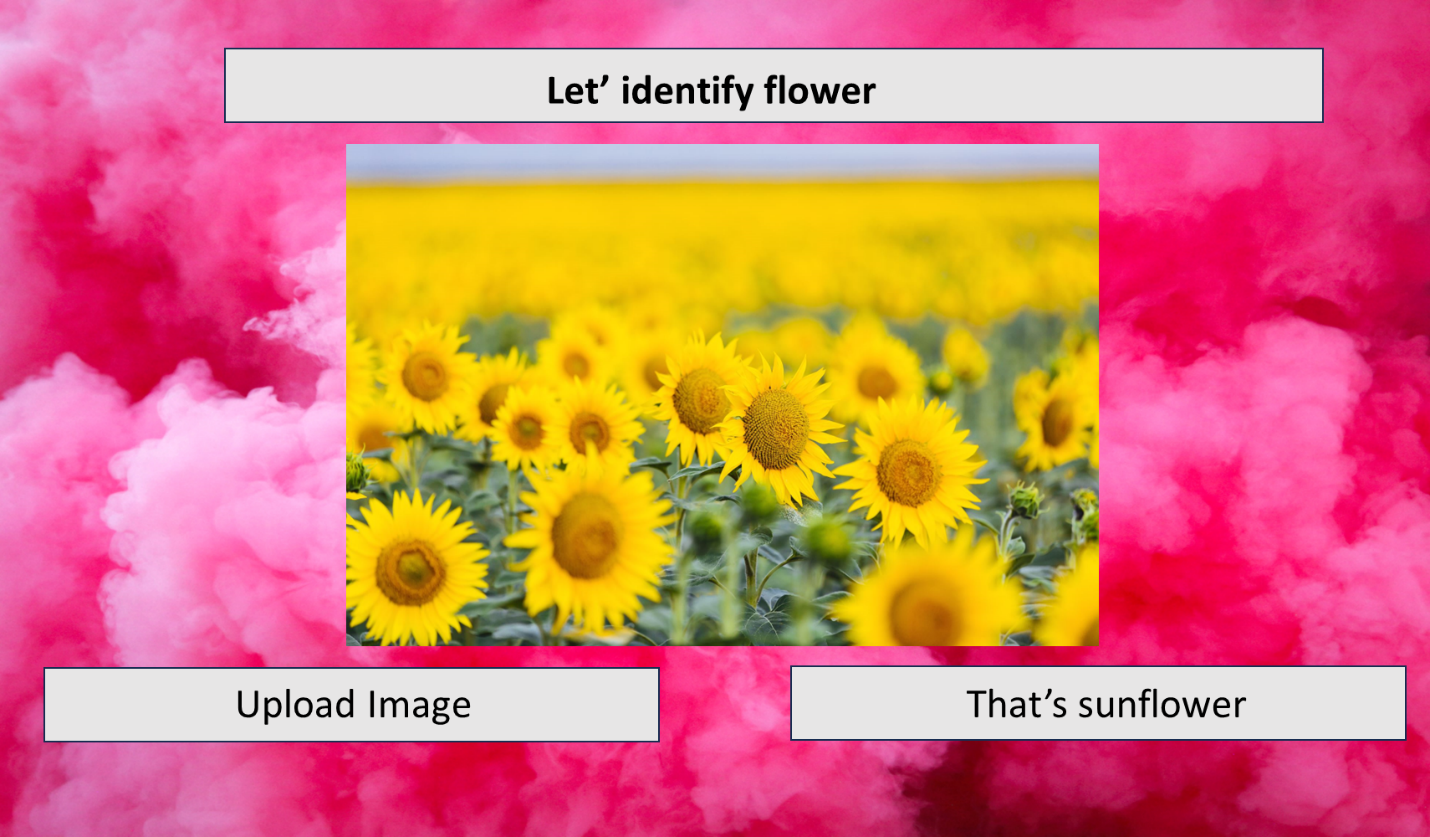 Let’ identify flower
Upload Image
That’s sunflower